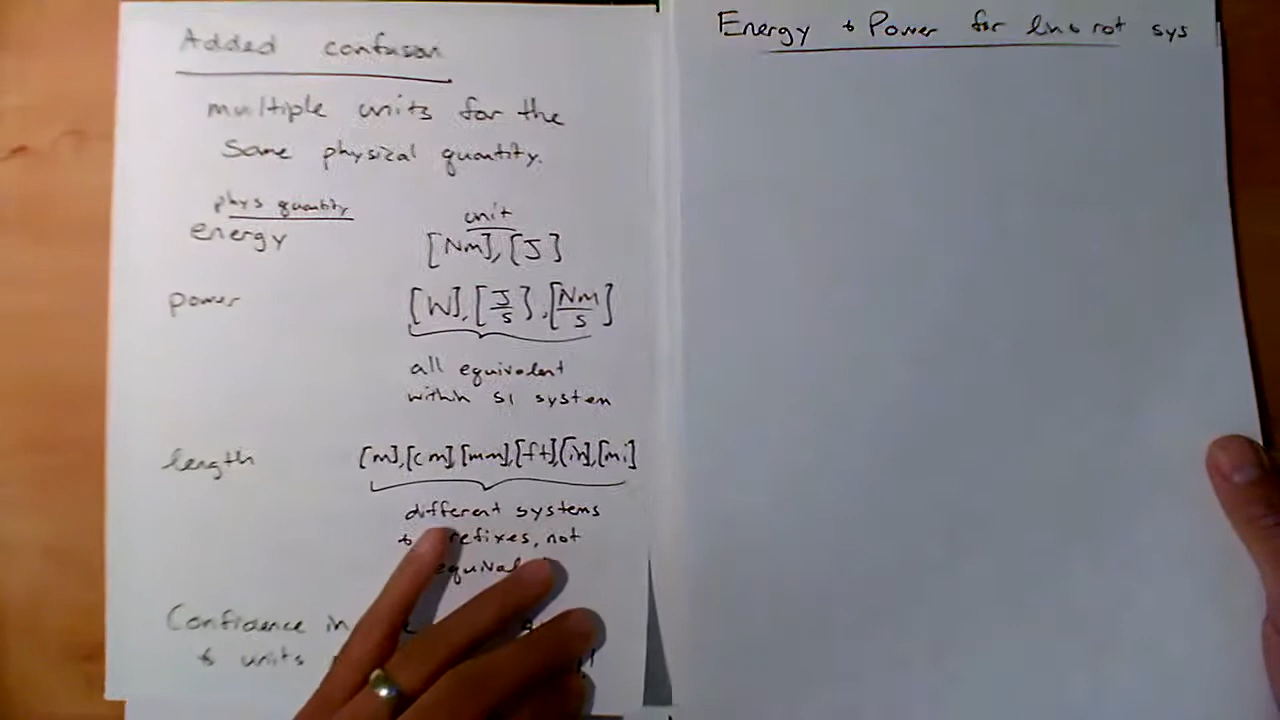 Added confuson
multiple units for the
Same physical quantity.
phys quantity
unit
energy [Nm], [J]
power [W], [J/s], [Nm/s]
all equivalent
within SI system
length [m], [cm], [mm], [ft], [in], [mi]
different systems
refixes, not
equival
Confidence in
& units
Energy & Power for lin & rot sys